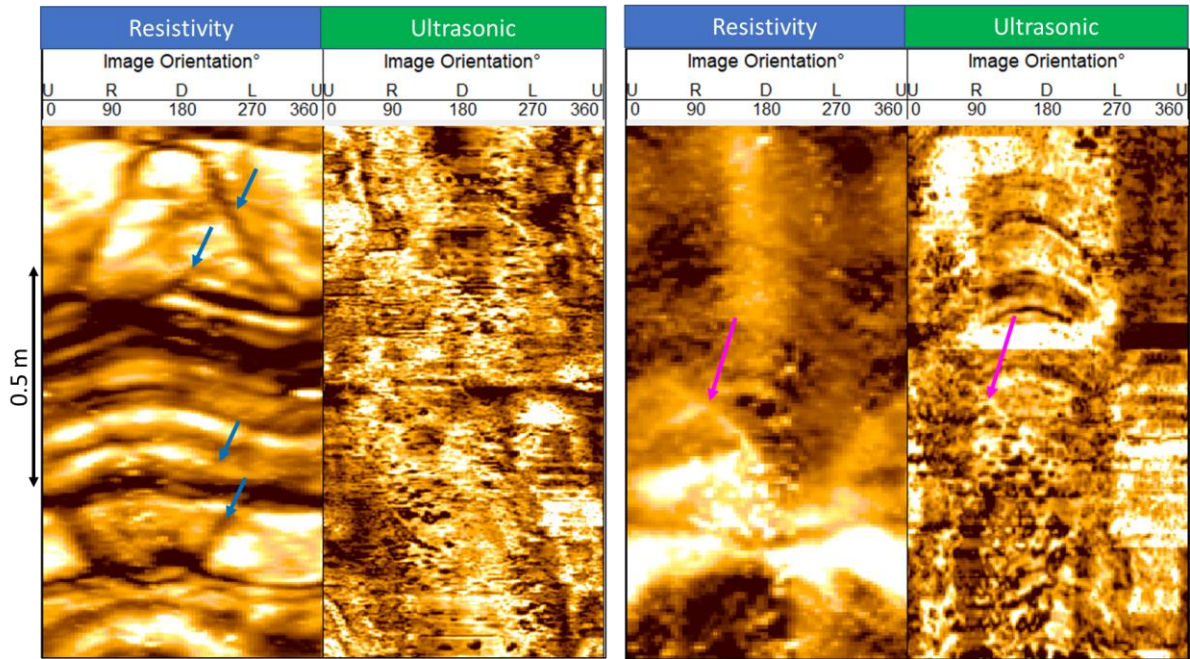 Resistivity Ultrasonic Resistivity Ultrasonic
Image Orientation° Image Orientation° Image Orientation° Image Orientation°
U R D L U R D L U U R D L U R D L U
0 90 180 270 360 0 90 180 270 360 0 90 180 270 360 0 90 180 270 360
0.5 m